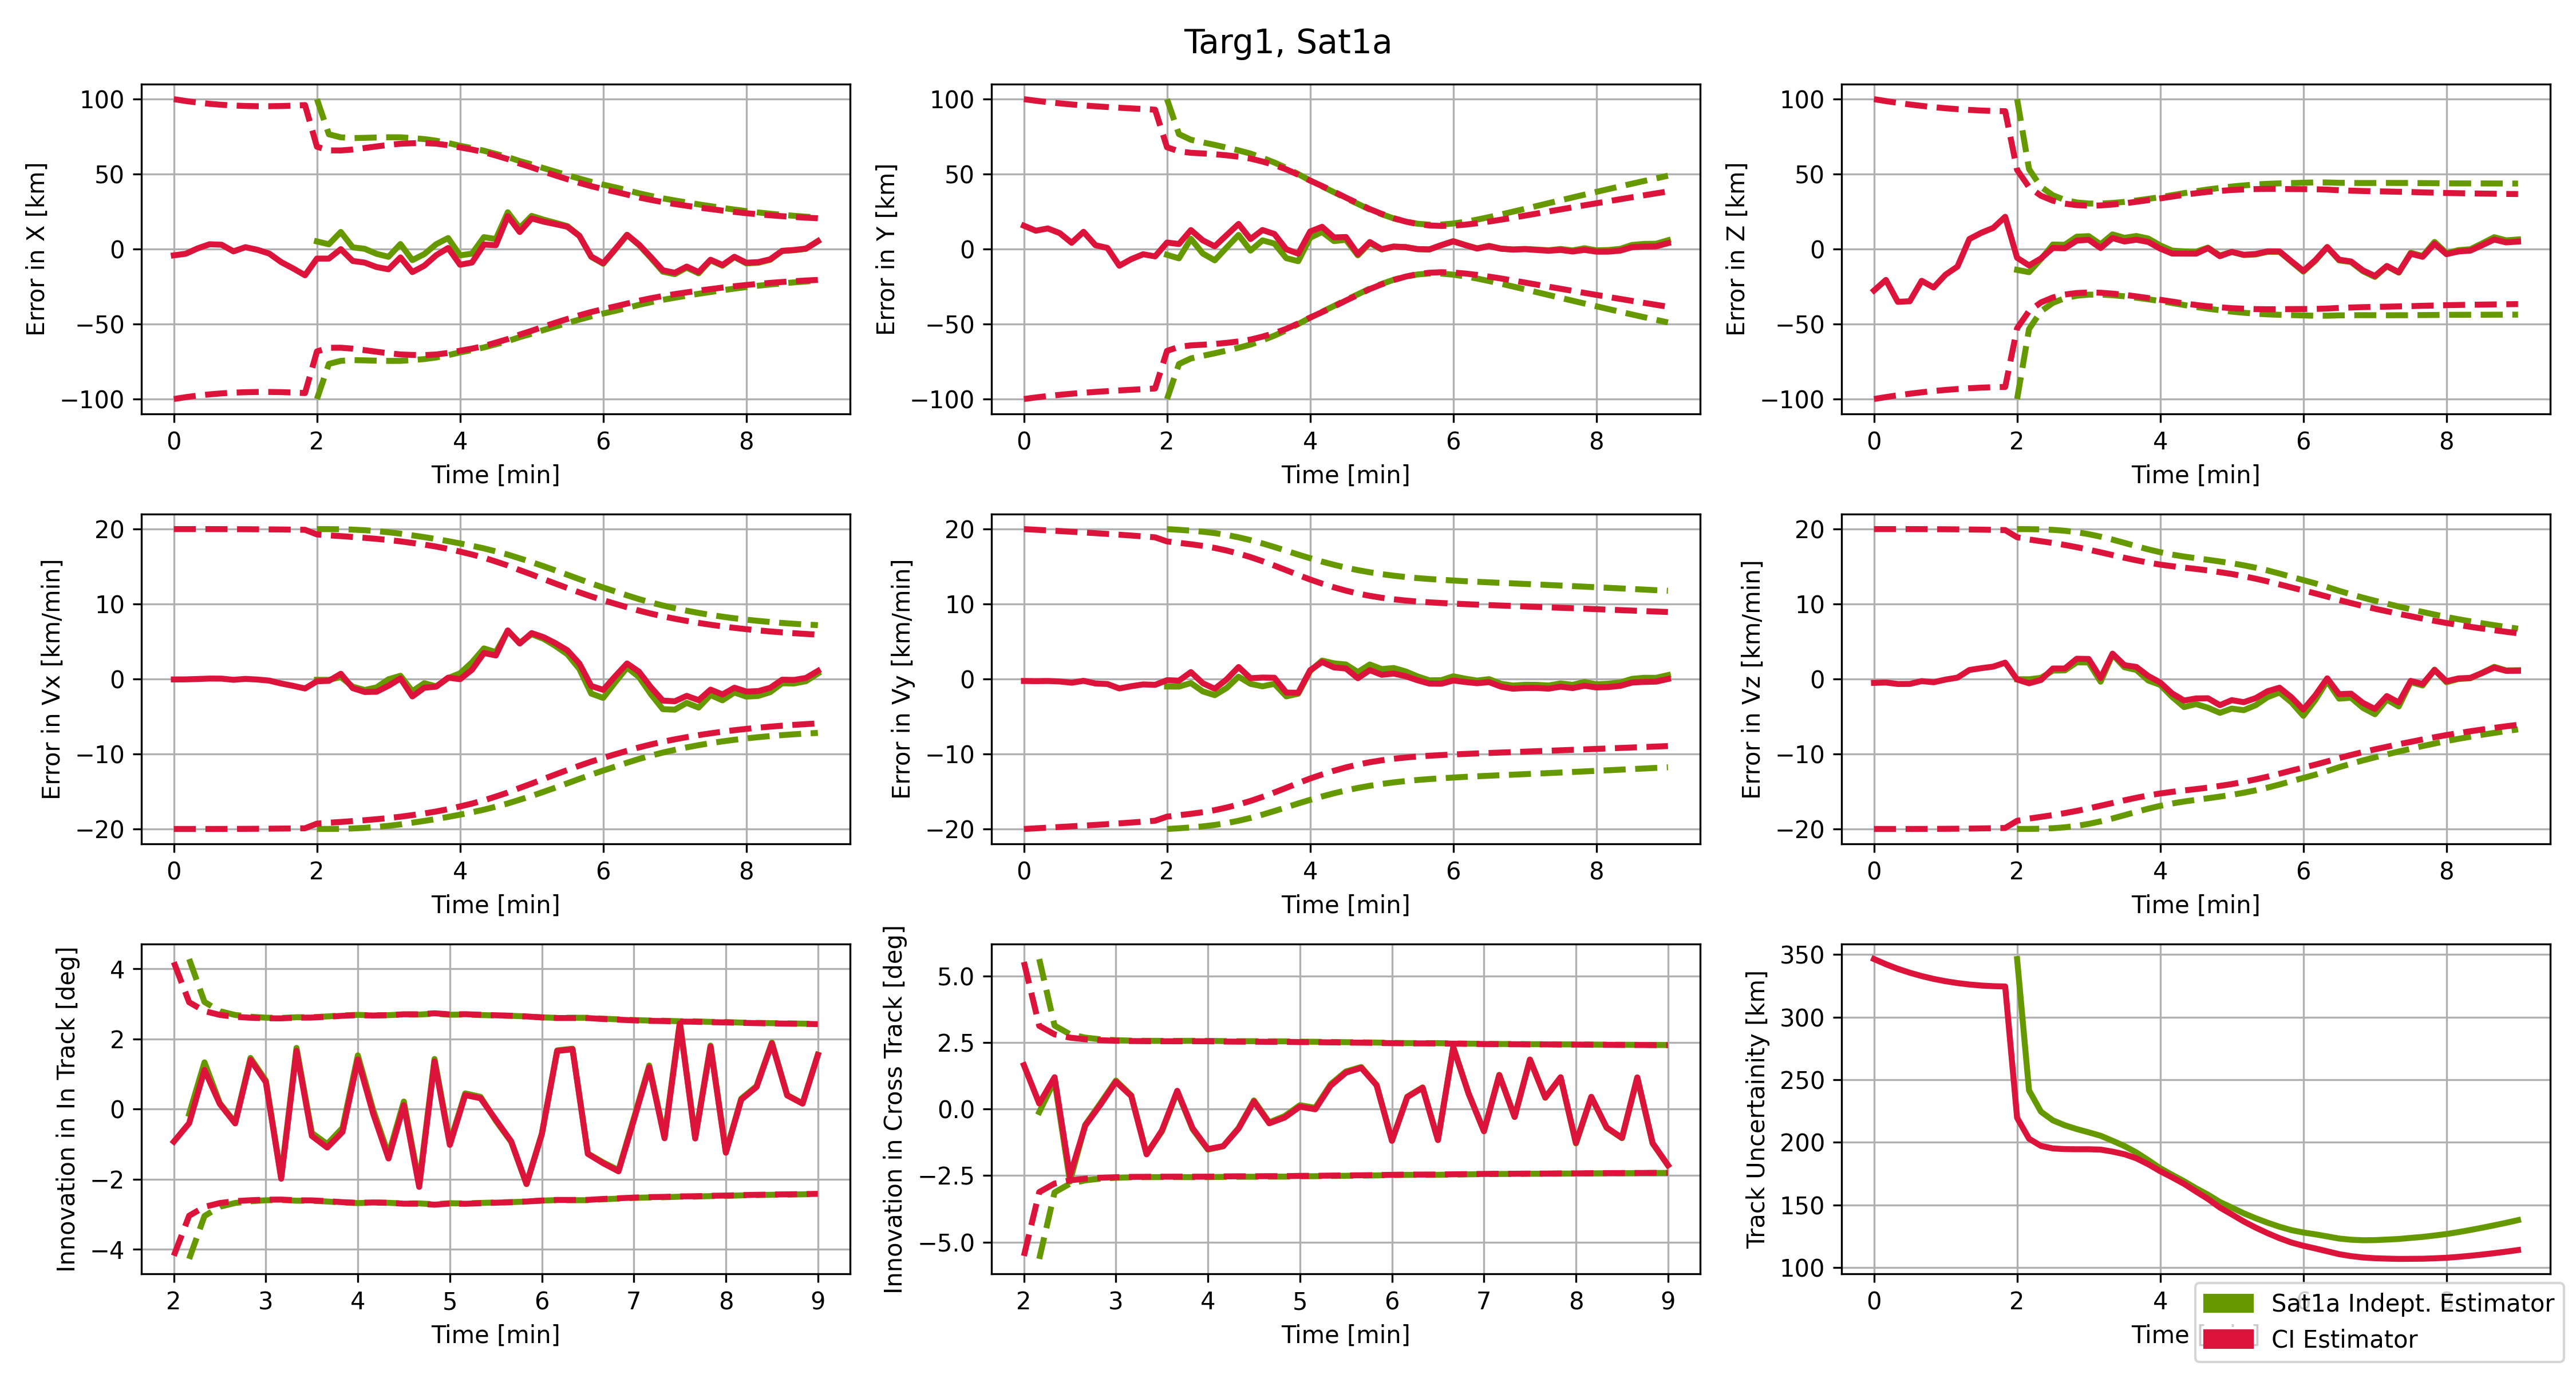 Targ1, Sat1a
Error in X [km]
100
50
0
−50
−100
0 2 4 6 8
Time [min]
Error in Y [km]
100
50
0
−50
−100
0 2 4 6 8
Time [min]
Error in Z [km]
100
50
0
−50
−100
0 2 4 6 8
Time [min]
Error in Vx [km/min]
20
10
0
−10
−20
0 2 4 6 8
Time [min]
Error in Vy [km/min]
20
10
0
−10
−20
0 2 4 6 8
Time [min]
Error in Vz [km/min]
20
10
0
−10
−20
0 2 4 6 8
Time [min]
Innovation in In Track [deg]
4
2
0
−2
−4
2 3 4 5 6 7 8 9
Time [min]
Innovation in Cross Track [deg]
5.0
2.5
0.0
−2.5
−5.0
2 3 4 5 6 7 8 9
Time [min]
Track Uncertainity [km]
350
300
250
200
150
100
0 2 4
Time
Sat1a Indept. Estimator
CI Estimator